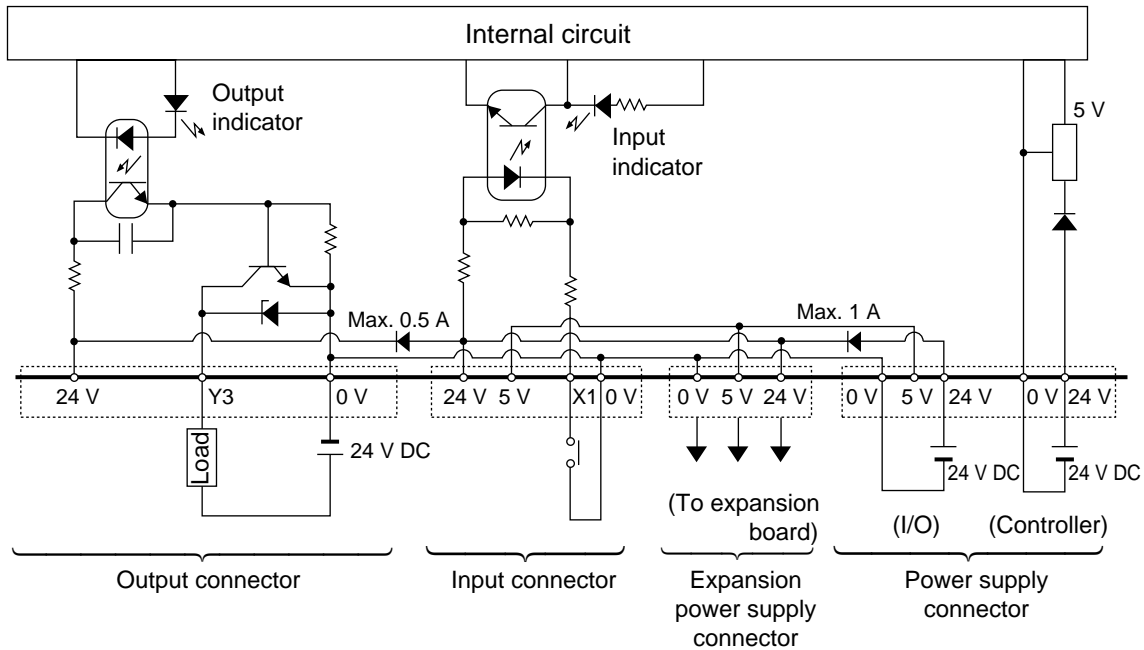 Internal circuit
Output
indicator
Input
indicator
5 V
Max. 0.5 A
Max. 1 A
24 V
Y3
0 V
24 V
5 V
X1
0 V
0 V
5 V
24 V
0 V
5 V
24 V
0 V
24 V
Load
24 V DC
24 V DC
24 V DC
(To expansion
board)
(I/O)
(Controller)
Output connector
Input connector
Expansion
power supply
connector
Power supply
connector